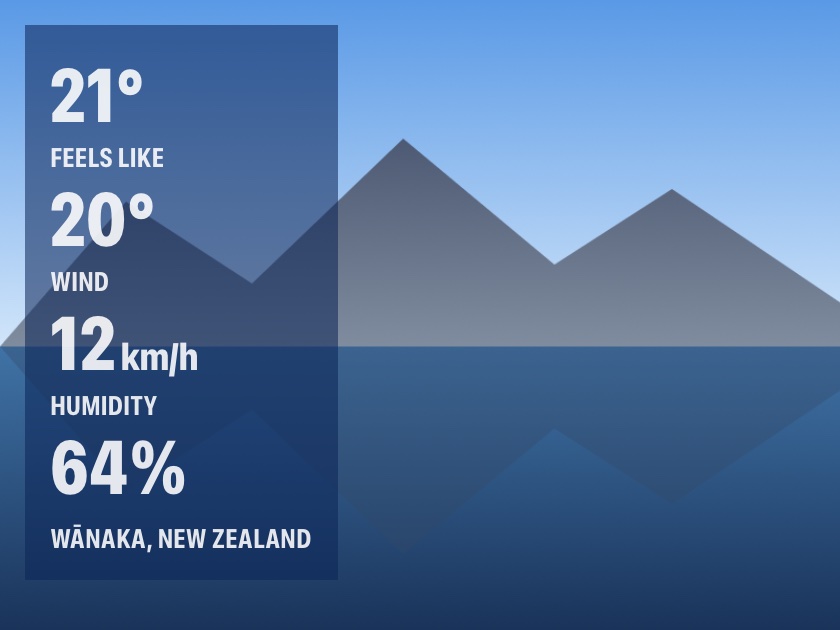 21°
FEELS LIKE
20°
WIND
12 km/h
HUMIDITY
64%
WĀNAKA, NEW ZEALAND